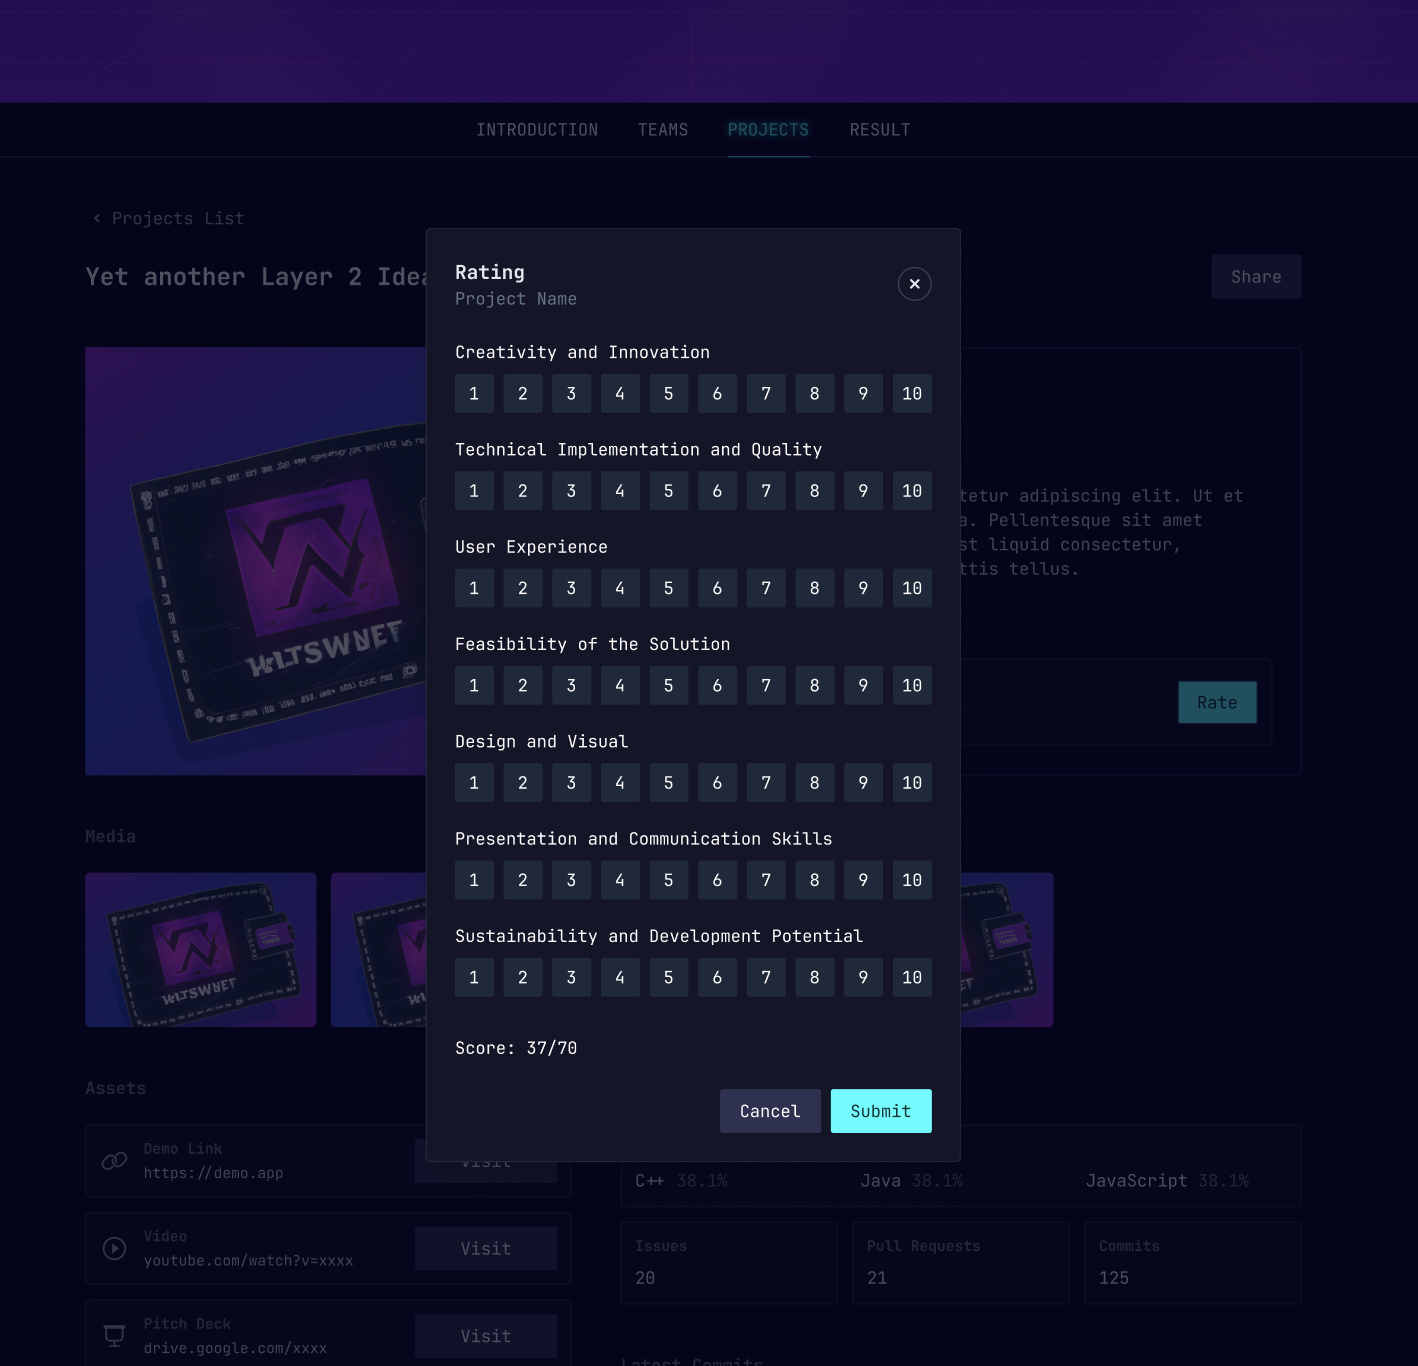 INTRODUCTION TEAMS PROJECTS RESULT
Projects List
Yet another Layer 2 Idea
Share
Rating
Project Name
Creativity and Innovation
1 2 3 4 5 6 7 8 9 10
Technical Implementation and Quality
1 2 3 4 5 6 7 8 9 10
User Experience
1 2 3 4 5 6 7 8 9 10
Feasibility of the Solution
1 2 3 4 5 6 7 8 9 10
Design and Visual
1 2 3 4 5 6 7 8 9 10
Presentation and Communication Skills
1 2 3 4 5 6 7 8 9 10
Sustainability and Development Potential
1 2 3 4 5 6 7 8 9 10
Score: 37/70
Cancel Submit
tetur adipiscing elit. Ut et
a. Pellentesque sit amet
st liquid consectetur,
ttis tellus.
Rate
Media
Assets
Demo Link
https://demo.app
Visit
Video
youtube.com/watch?v=xxxx
Visit
Pitch Deck
drive.google.com/xxxx
Visit
C++ 38.1% Java 38.1% JavaScript 38.1%
Issues
20
Pull Requests
21
Commits
125
Latest Commits